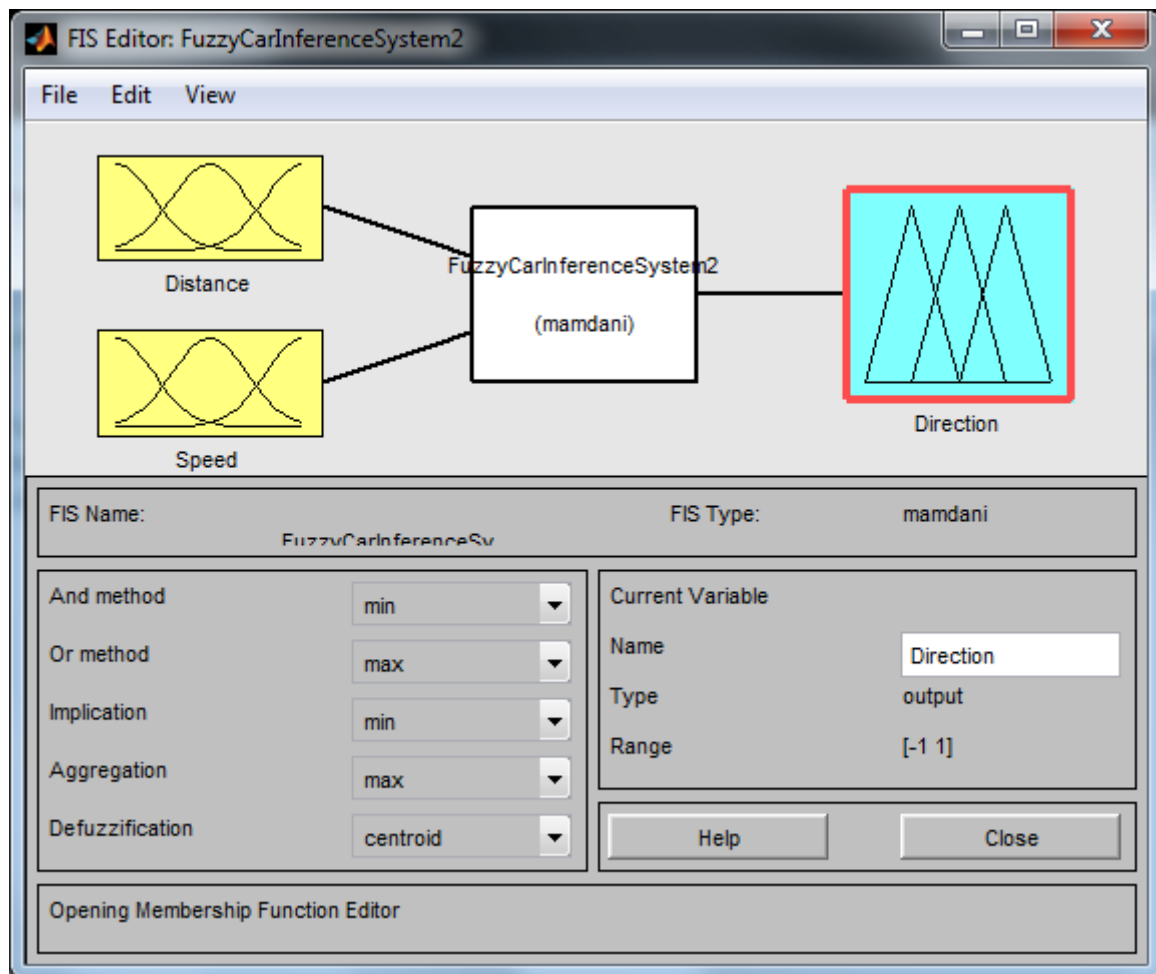 FIS Editor: FuzzyCarInferenceSystem2
File Edit View
Distance
Speed
FuzzyCarInferenceSystem2
(mamdani)
Direction
FIS Name: FuzzyCarInferenceSy
FIS Type: mamdani
And method min
Or method max
Implication min
Aggregation max
Defuzzification centroid
Current Variable
Name Direction
Type output
Range [-1 1]
Help Close
Opening Membership Function Editor